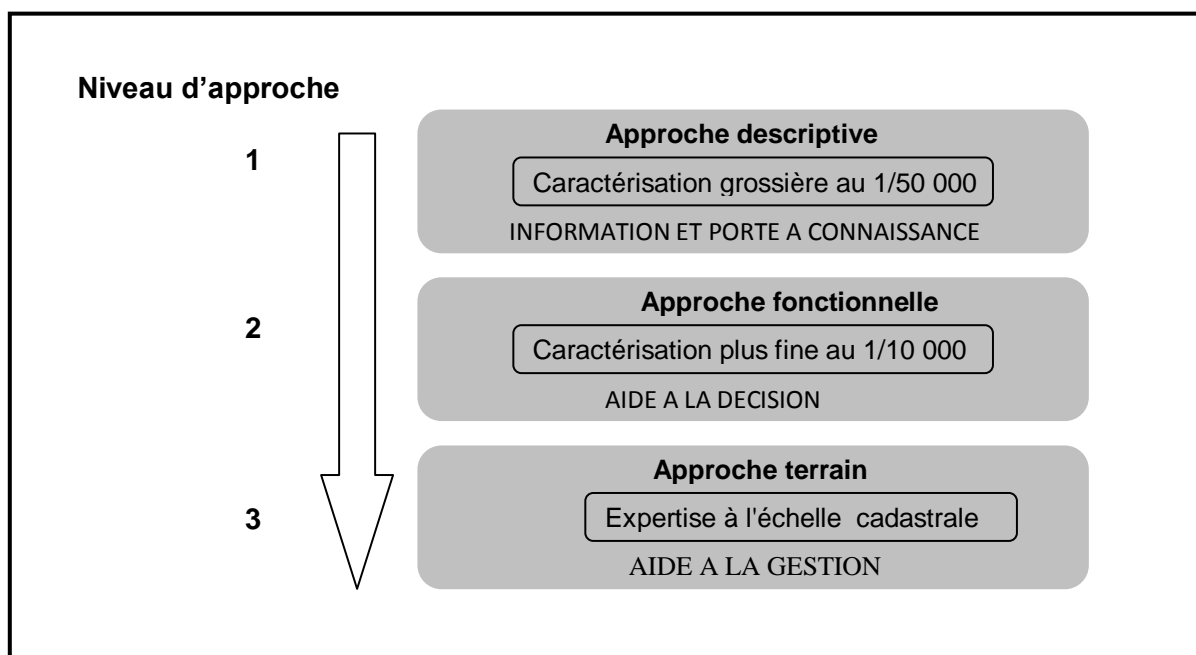 Niveau d’approche
1
Approche descriptive
Caractérisation grossière au 1/50 000
INFORMATION ET PORTE A CONNAISSANCE
2
Approche fonctionnelle
Caractérisation plus fine au 1/10 000
AIDE A LA DECISION
3
Approche terrain
Expertise à l'échelle cadastrale
AIDE A LA GESTION